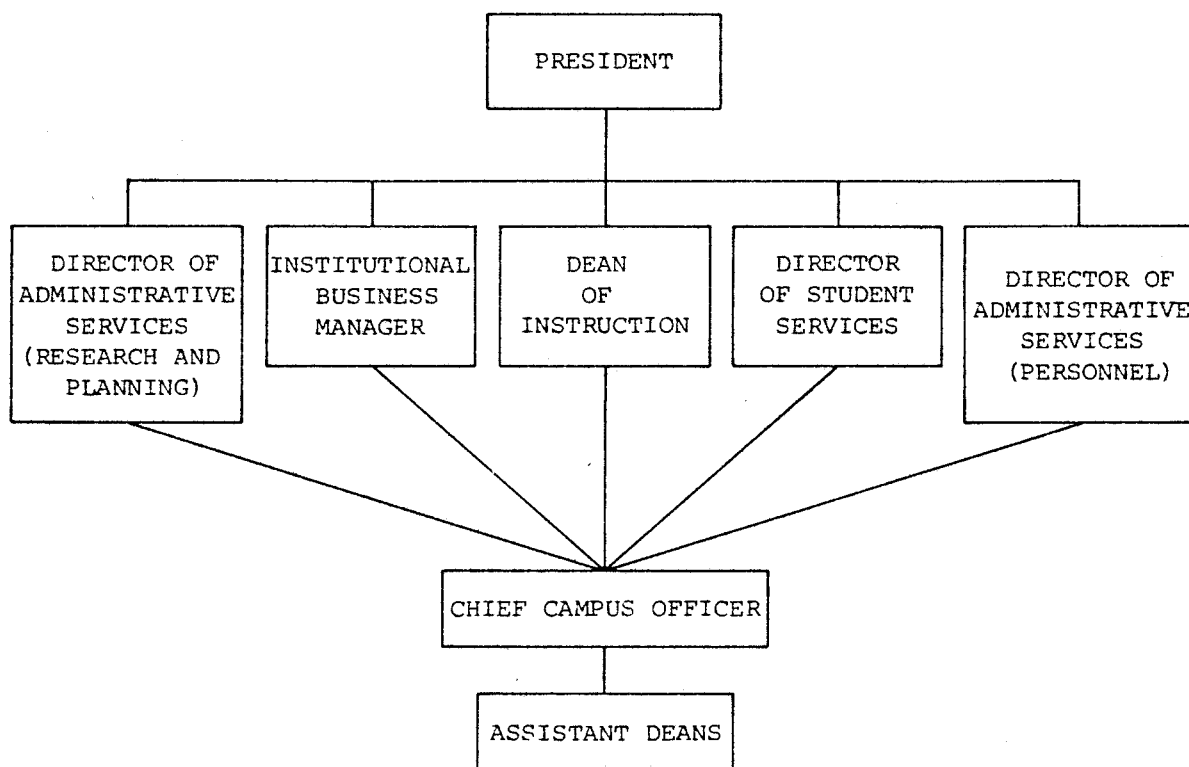 PRESIDENT
DIRECTOR OF
ADMINISTRATIVE
SERVICES
(RESEARCH AND
PLANNING)
INSTITUTIONAL
BUSINESS
MANAGER
DEAN
OF
INSTRUCTION
DIRECTOR
OF STUDENT
SERVICES
DIRECTOR OF
ADMINISTRATIVE
SERVICES
(PERSONNEL)
CHIEF CAMPUS OFFICER
ASSISTANT DEANS